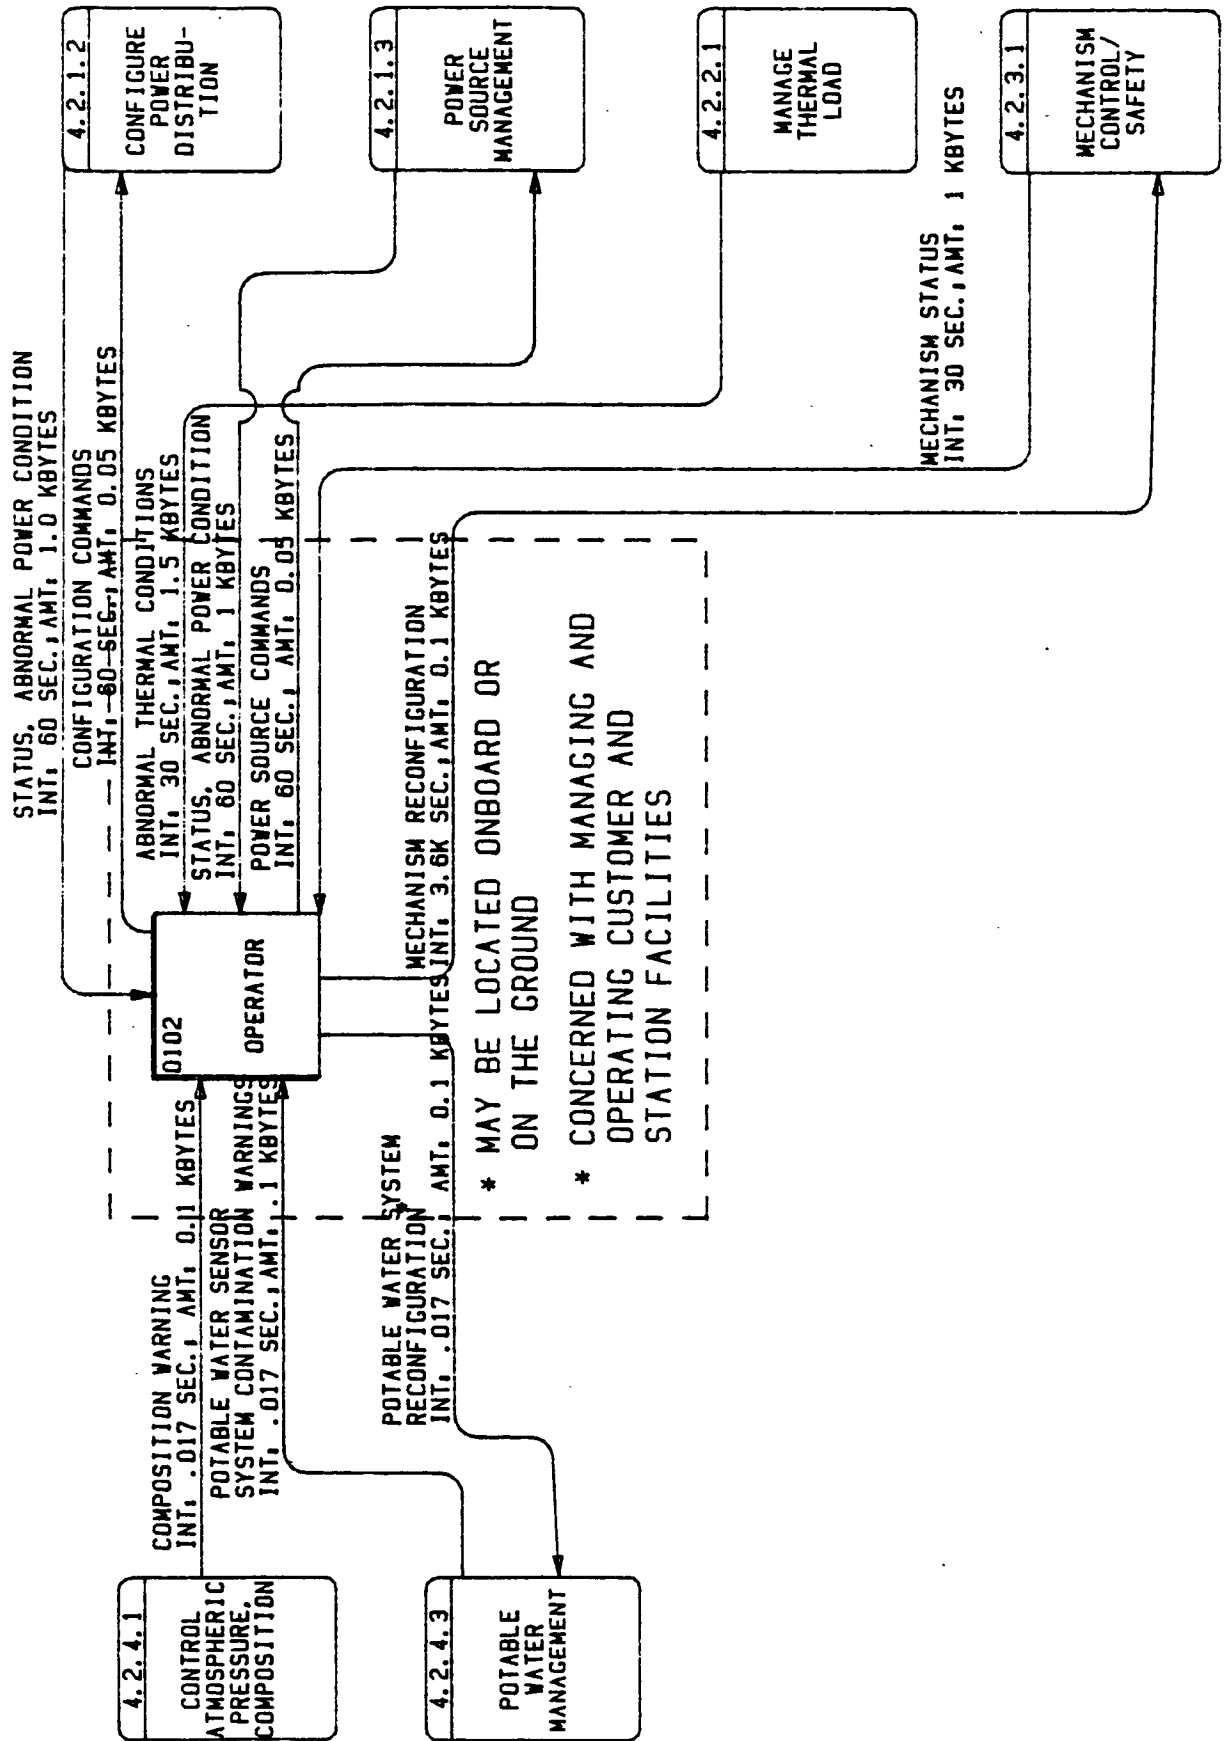 4.2.4.1
CONTROL
ATMOSPHERIC
PRESSURE,
COMPOSITION
4.2.4.3
POTABLE
WATER
MANAGEMENT
COMPOSITION WARNING
INT: .017 SEC.; AMT: 0.1 KBYTES
POTABLE WATER SENSOR
SYSTEM CONTAMINATION WARNINGS
INT: .017 SEC.;AMT: .1 KBYTES
POTABLE WATER SYSTEM
RECONFIGURATION
INT: .017 SEC.; AMT: 0.1 KBYTES
0102
OPERATOR
STATUS, ABNORMAL POWER CONDITION
INT: 60 SEC.;AMT: 1.0 KBYTES
CONFIGURATION COMMANDS
INT: 60 SEC.;AMT: 0.05 KBYTES
ABNORMAL THERMAL CONDITIONS
INT: 30 SEC.;AMT: 1.5 KBYTES
STATUS, ABNORMAL POWER CONDITION
INT: 60 SEC.;AMT: 1 KBYTES
POWER SOURCE COMMANDS
INT: 60 SEC.; AMT: 0.05 KBYTES
MECHANISM RECONFIGURATION
INT: 3.6K SEC.;AMT: 0.1 KBYTES
MECHANISM STATUS
INT: 30 SEC.;AMT: 1 KBYTES
* MAY BE LOCATED ONBOARD OR
ON THE GROUND
* CONCERNED WITH MANAGING AND
OPERATING CUSTOMER AND
STATION FACILITIES
4.2.1.2
CONFIGURE
POWER
DISTRIBU-
TION
4.2.1.3
POWER
SOURCE
MANAGEMENT
4.2.2.1
MANAGE
THERMAL
LOAD
4.2.3.1
MECHANISM
CONTROL/
SAFETY